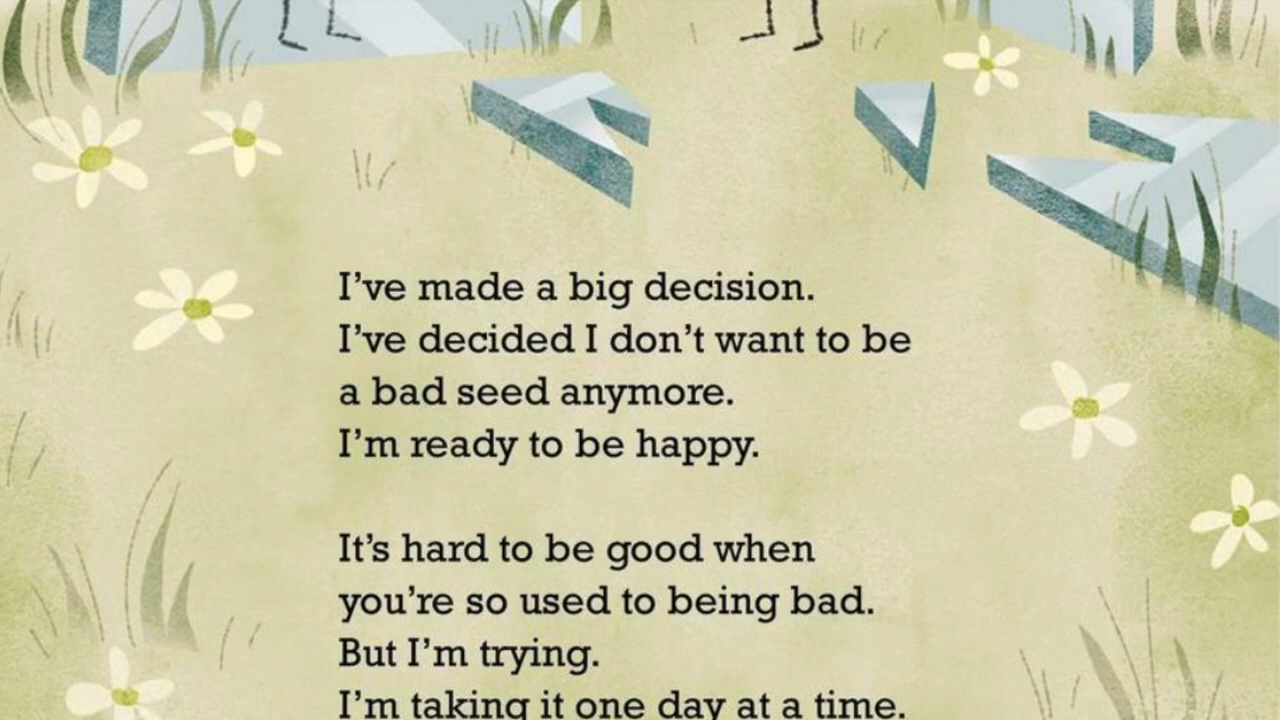 I’ve made a big decision.
I’ve decided I don’t want to be
a bad seed anymore.
I’m ready to be happy.
It’s hard to be good when
you’re so used to being bad.
But I’m trying.
I’m taking it one day at a time.